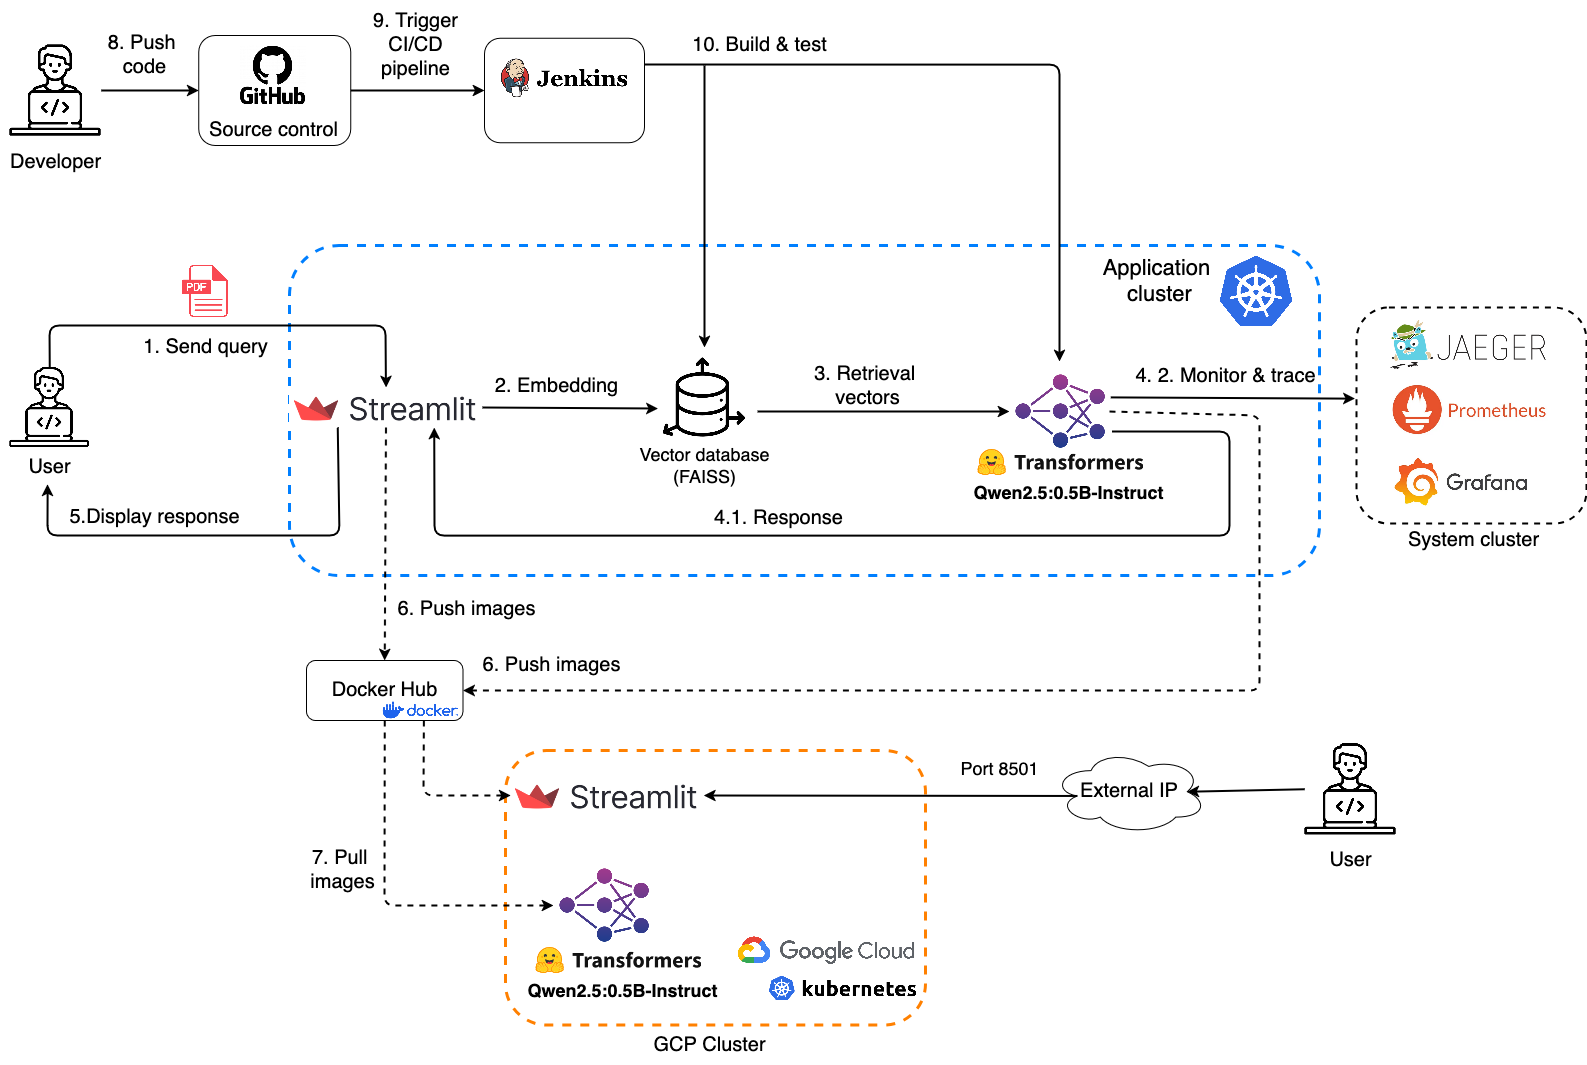 8. Push
code
9. Trigger
CI/CD
pipeline
10. Build & test
GitHub
Source control
Jenkins
Developer
PDF
1. Send query
Application
cluster
User
Streamlit
2. Embedding
Vector database
(FAISS)
3. Retrieval
vectors
4. 2. Monitor & trace
Transformers
Qwen2.5:0.5B-Instruct
JAEGER
Prometheus
Grafana
System cluster
5.Display response
4.1. Response
6. Push images
6. Push images
Docker Hub
docker
Streamlit
Port 8501
External IP
User
7. Pull
images
Transformers
Qwen2.5:0.5B-Instruct
Google Cloud
kubernetes
GCP Cluster